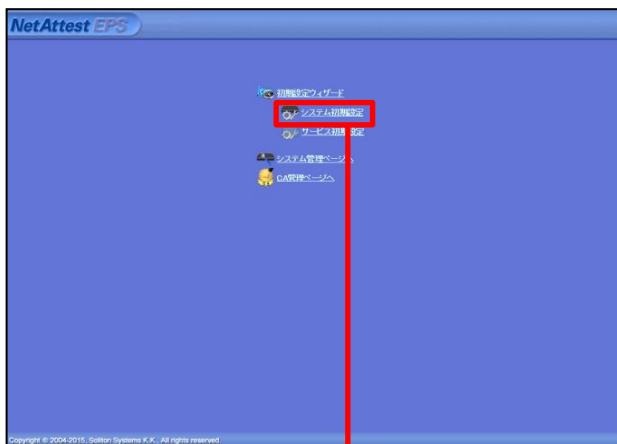 NetAttest EPS
初期設定ウィザード
システム初期設定
サービス初期設定
システム管理ページへ
CA管理ページへ
Copyright © 2004-2015, Soliton Systems K.K., All rights reserved